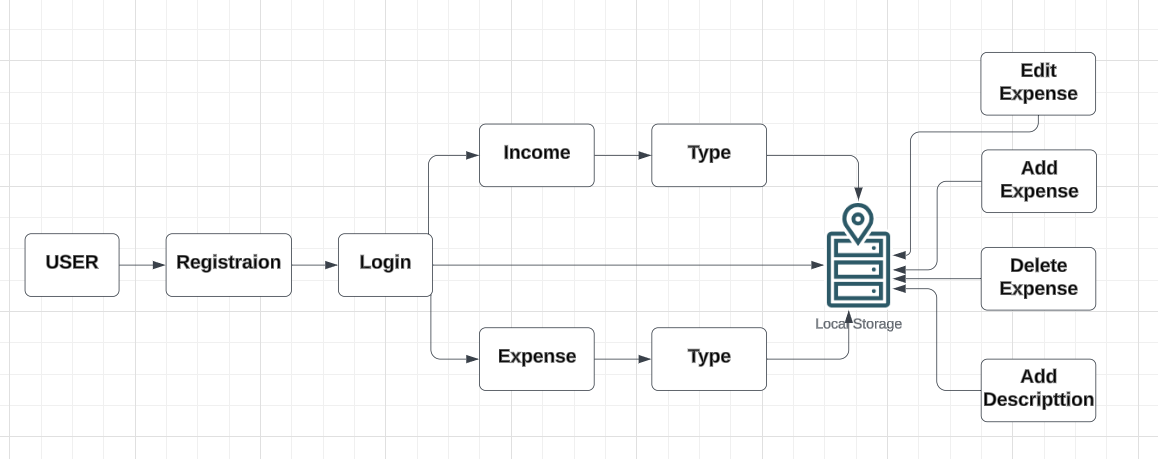 USER
Registraion
Login
Income
Type
Expense
Type
Local Storage
Edit
Expense
Add
Expense
Delete
Expense
Add
Descripttion